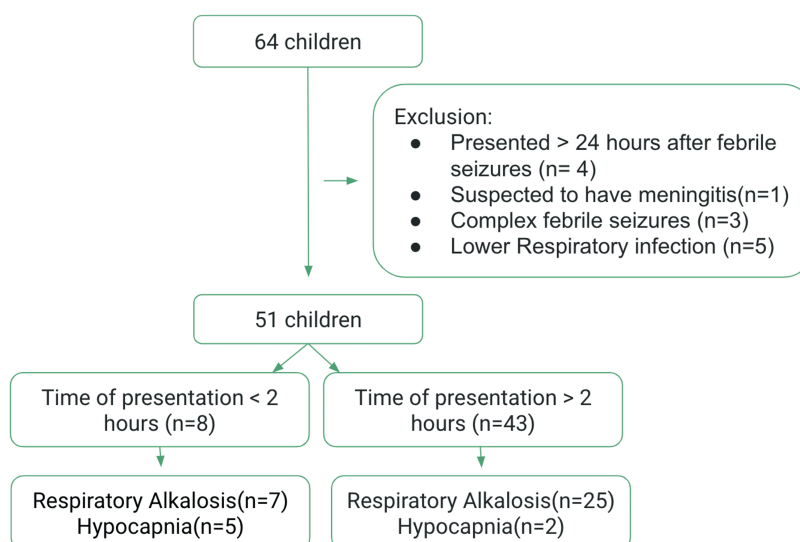 64 children
Exclusion:
● Presented > 24 hours after febrile
seizures (n= 4)
● Suspected to have meningitis(n=1)
● Complex febrile seizures (n=3)
● Lower Respiratory infection (n=5)
51 children
Time of presentation < 2
hours (n=8)
Time of presentation > 2
hours (n=43)
Respiratory Alkalosis(n=7)
Hypocapnia(n=5)
Respiratory Alkalosis(n=25)
Hypocapnia(n=2)